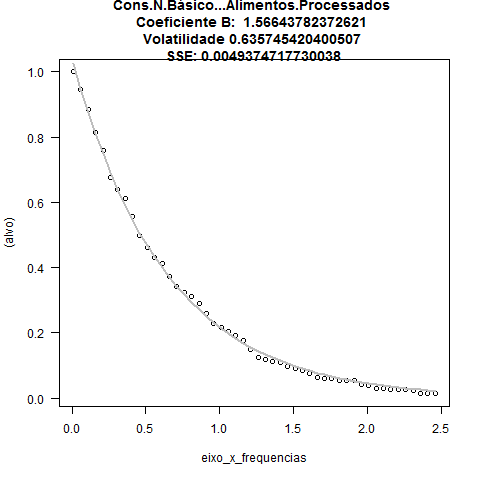 Cons.N.Básico...Alimentos.Processados
Coeficiente B:  1.56643782372621
Volatilidade 0.635745420400507
SSE: 0.0049374717730038
1.0
0.8
0.6
0.4
0.2
0.0
(alvo)
0.0 0.5 1.0 1.5 2.0 2.5
eixo_x_frequencias